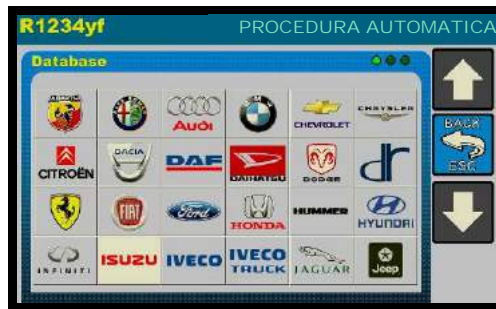 R1234yf PROCEDURA AUTOMATICA
Database
Audi CHEVROLET CHRYSLER
BACK
ESC
CITROËN DACIA DAF DAIHATSU DODGE dr
FIAT Ford HONDA HUMMER HYUNDAI
INFINITI ISUZU IVECO IVECO TRUCK JAGUAR Jeep